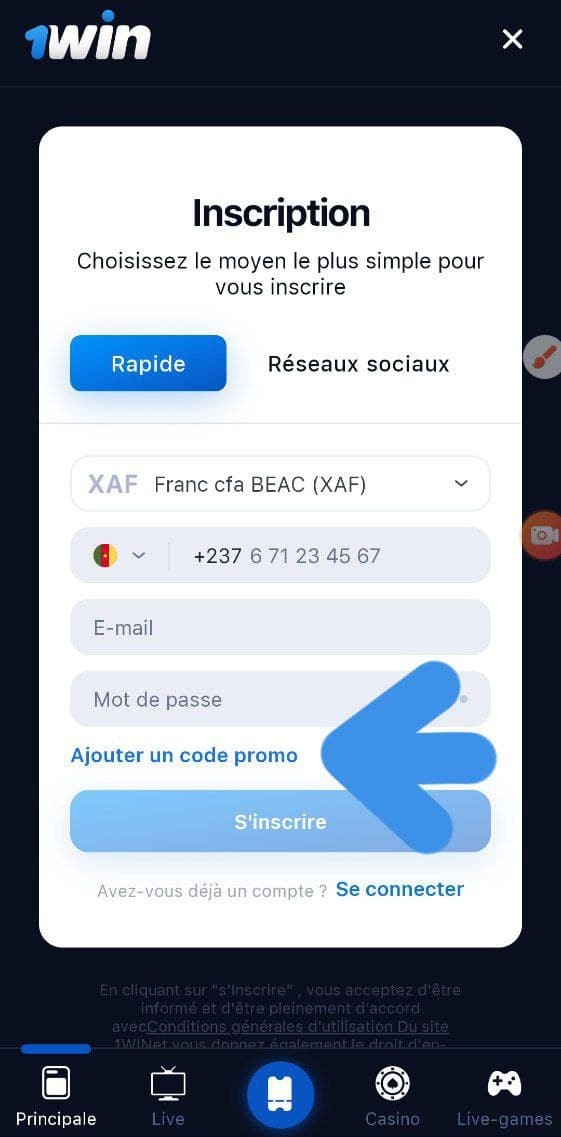 1win
Inscription
Choisissez le moyen le plus simple pour
vous inscrire
Rapide
Réseaux sociaux
XAF Franc cfa BEAC (XAF)
+237 6 71 23 45 67
E-mail
Mot de passe
Ajouter un code promo
S'inscrire
Avez-vous déjà un compte ? Se connecter
En cliquant sur "s'Inscrire" , vous acceptez d'être
informé et d'être pleinement d'accord
avecConditions générales d'utilisation Du site
1WINet vous donnez également le droit d'en-
Principale
Live
Casino
Live-games